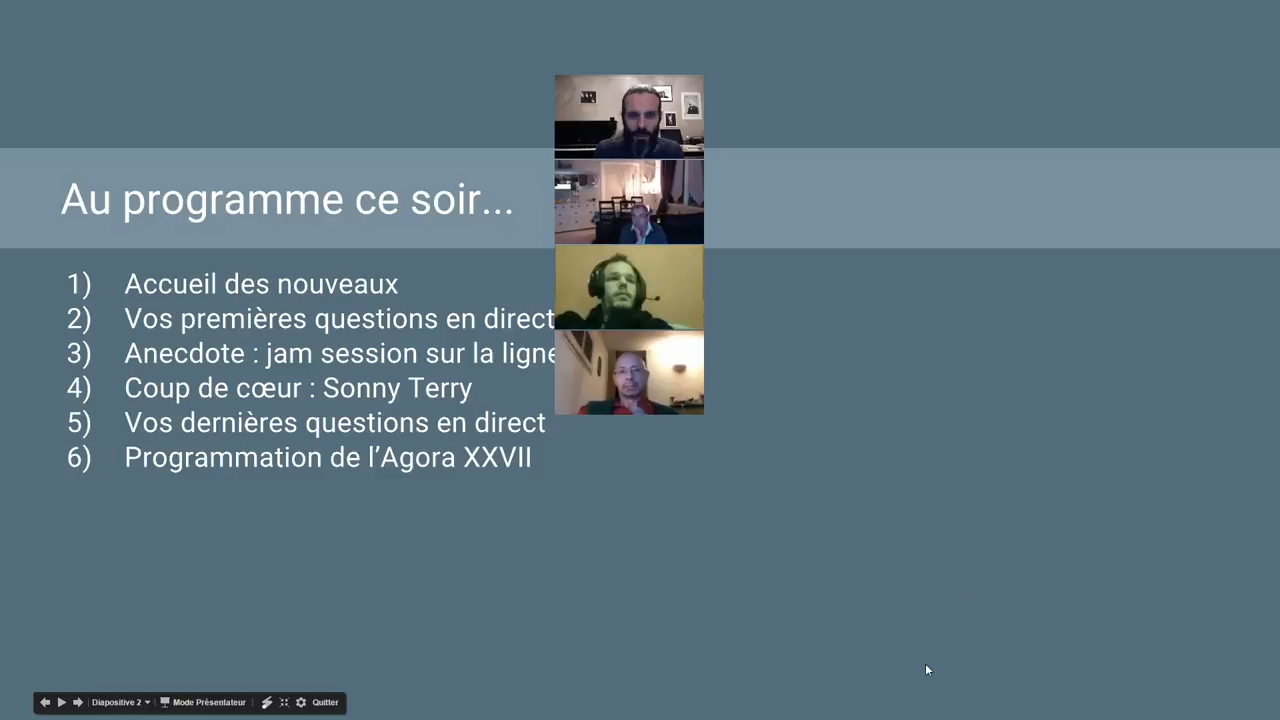 Au programme ce soir...
1) Accueil des nouveaux
2) Vos premières questions en direct
3) Anecdote : jam session sur la ligne
4) Coup de cœur : Sonny Terry
5) Vos dernières questions en direct
6) Programmation de l’Agora XXVII
Diapositive 2 Mode Présentateur Quitter